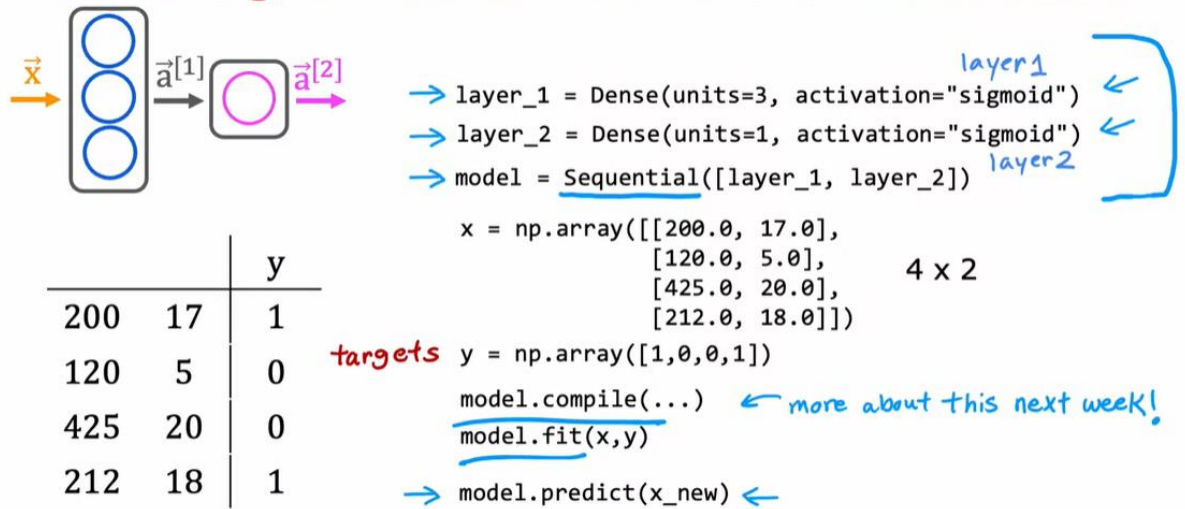 x⃗
a⃗[1]
a⃗[2]
layer1
layer_1 = Dense(units=3, activation="sigmoid")
layer_2 = Dense(units=1, activation="sigmoid")
layer2
model = Sequential([layer_1, layer_2])
x = np.array([[200.0, 17.0],
[120.0, 5.0],
4 x 2
[425.0, 20.0],
[212.0, 18.0]])
y
200 17 1
120 5 0
425 20 0
212 18 1
targets y = np.array([1,0,0,1])
model.compile(...) ← more about this next week!
model.fit(x,y)
→ model.predict(x_new) ←